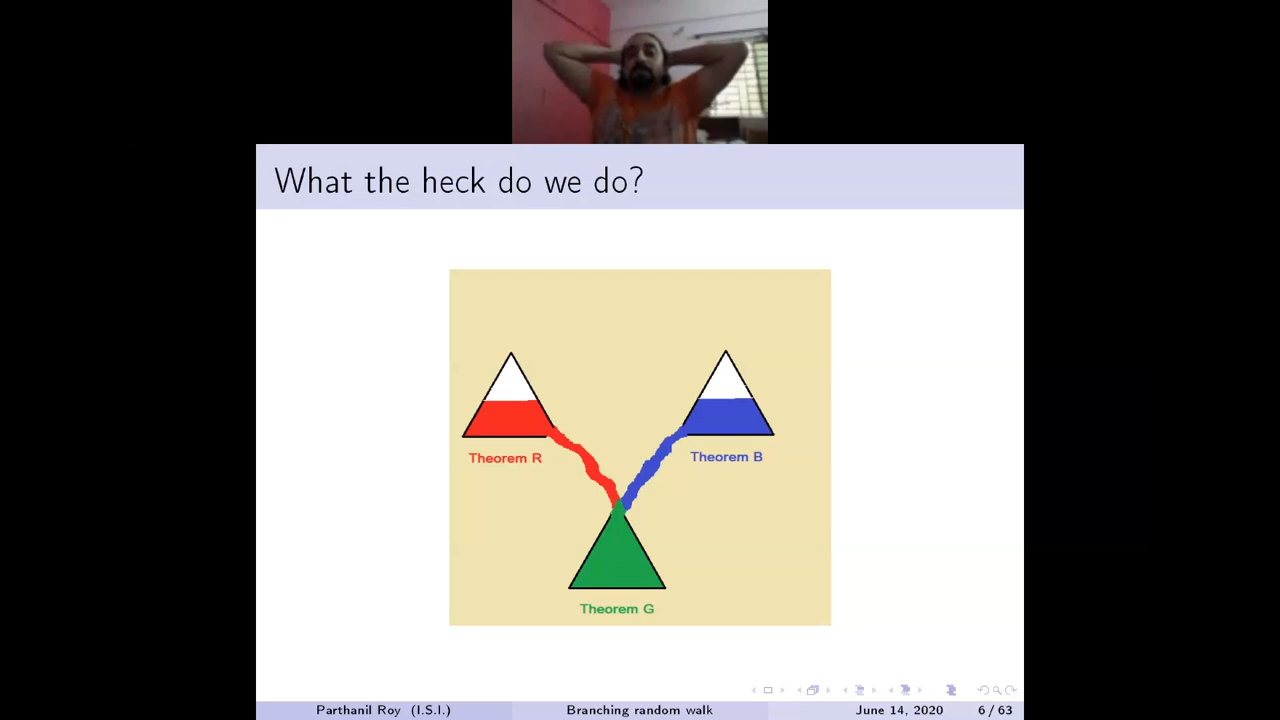 What the heck do we do?
Theorem R
Theorem B
Theorem G
Parthanil Roy (I.S.I.) Branching random walk June 14, 2020 6 / 63